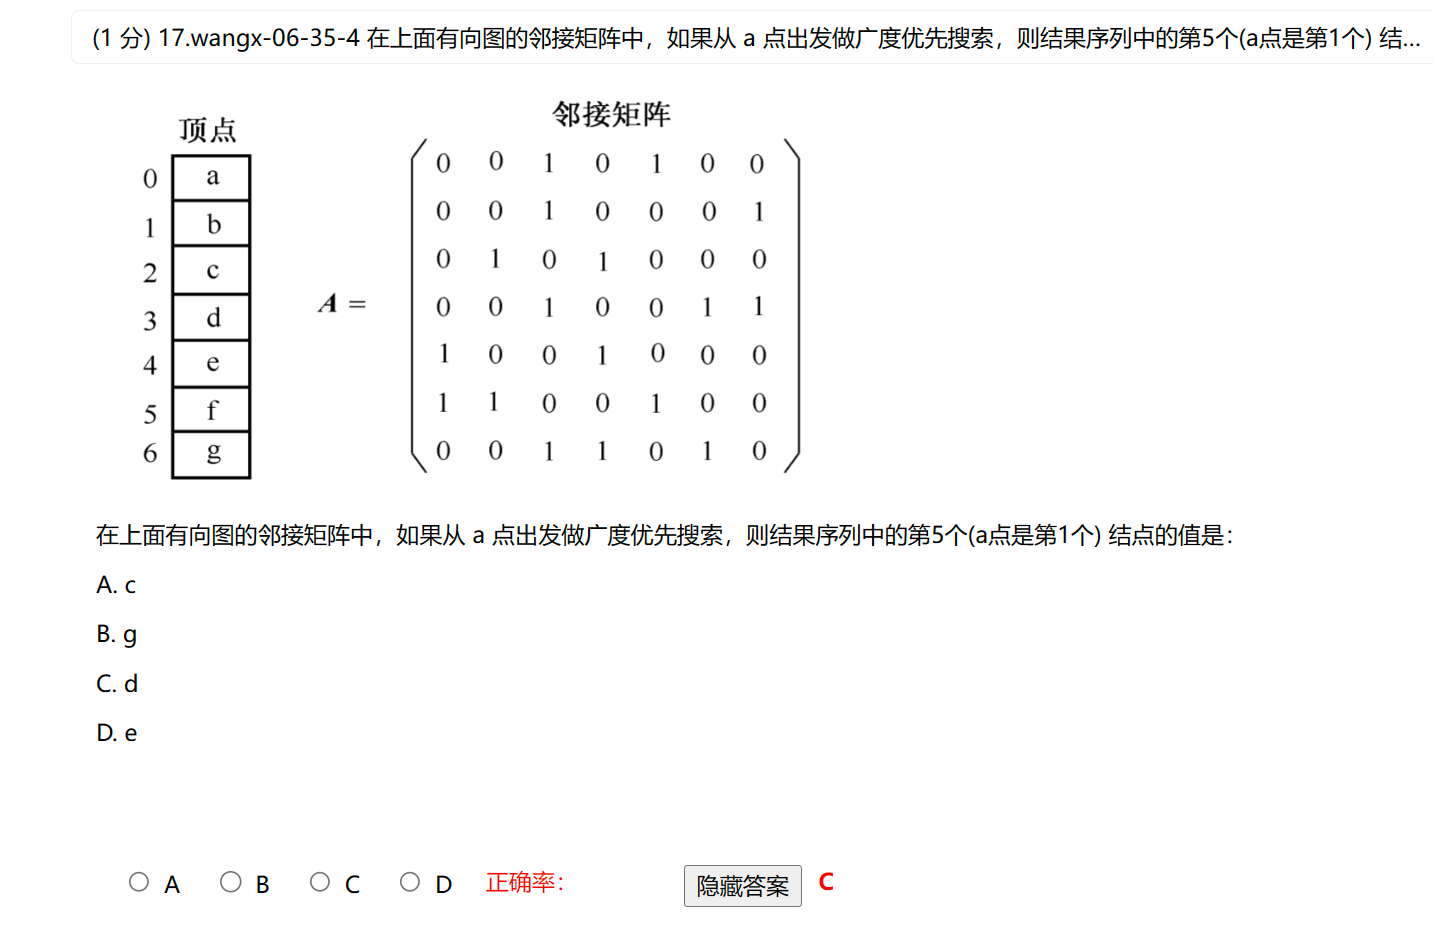 (1 分) 17.wangx-06-35-4 在上面有向图的邻接矩阵中，如果从 a 点出发做广度优先搜索，则结果序列中的第5个(a点是第1个) 结...
邻接矩阵
顶点
0 a
1 b
2 c
3 d
4 e
5 f
6 g
A =
0 0 1 0 1 0 0
0 0 1 0 0 0 1
0 1 0 1 0 0 0
0 0 1 0 0 1 1
1 0 0 1 0 0 0
1 1 0 0 1 0 0
0 0 1 1 0 1 0
在上面有向图的邻接矩阵中，如果从 a 点出发做广度优先搜索，则结果序列中的第5个(a点是第1个) 结点的值是：
A. c
B. g
C. d
D. e
A B C D 正确率： 隐藏答案 C